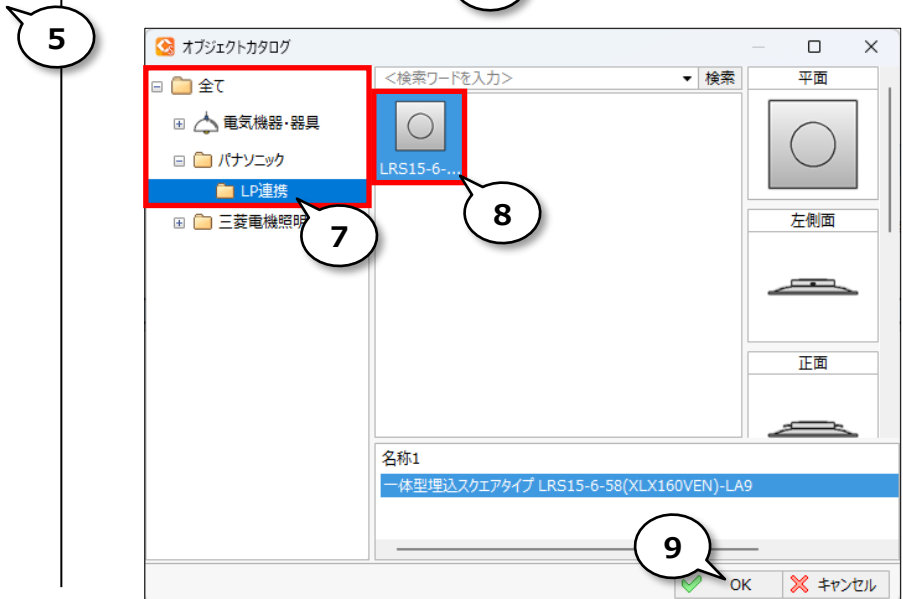 5
オブジェクトカタログ
全て
電気機器・器具
パナソニック
LP連携
三菱電機照明
7
<検索ワードを入力>
検索
LRS15-6-...
8
平面
左側面
正面
名称1
一体型埋込スクエアタイプ LRS15-6-58(XLX160VEN)-LA9
9
OK
キャンセル